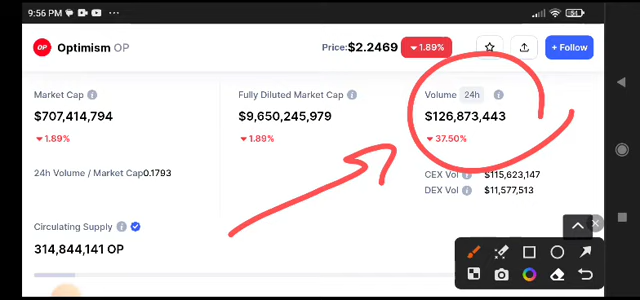 9:56 PM
OP Optimism OP
Price:$2.2469 1.89%
+ Follow
Market Cap
$707,414,794
1.89%
24h Volume / Market Cap0.1793
Circulating Supply
314,844,141 OP
Fully Diluted Market Cap
$9,650,245,979
1.89%
Volume 24h
$126,873,443
37.50%
CEX Vol $115,623,147
DEX Vol $11,577,513